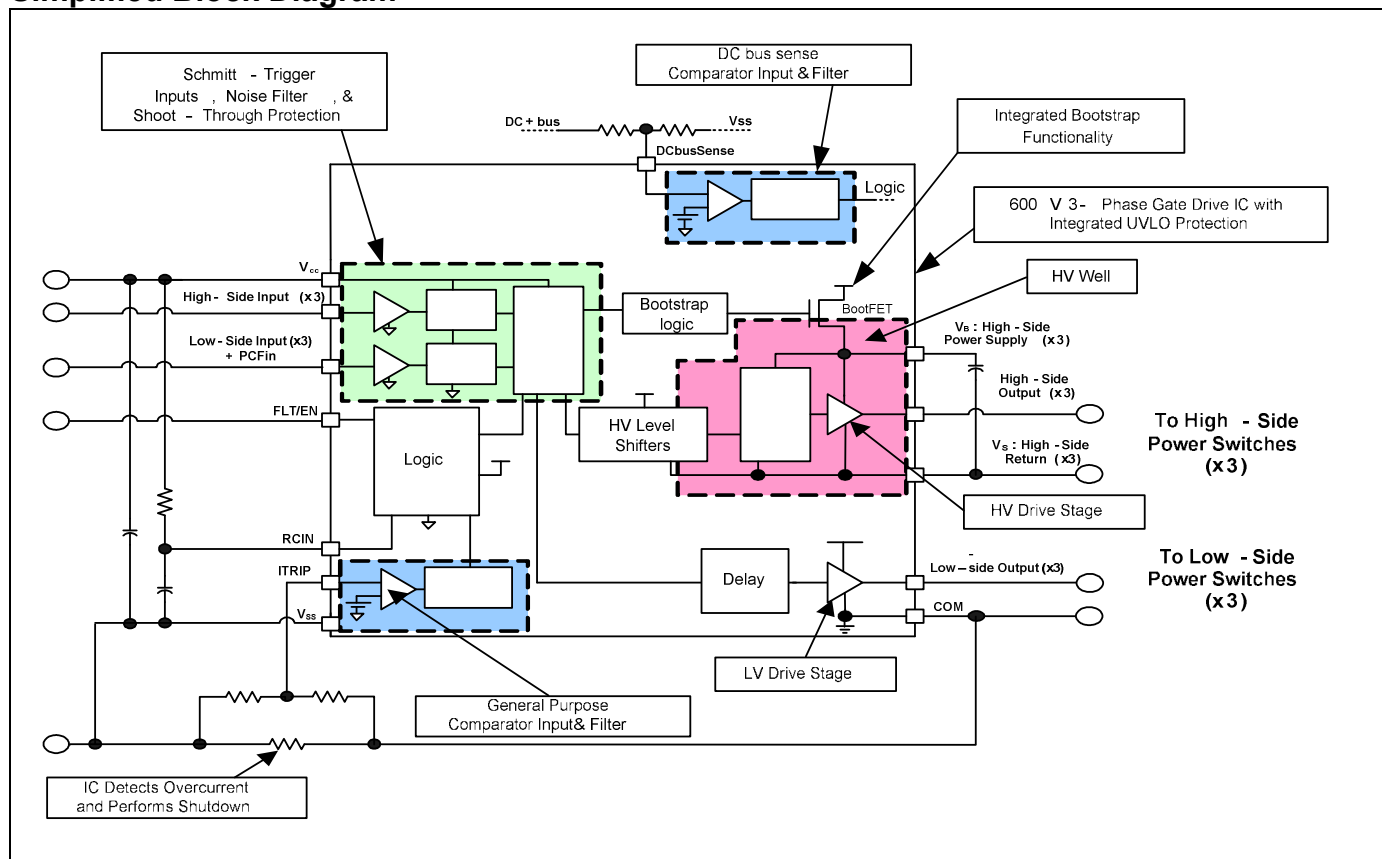 Simplified Block Diagram
DC bus sense
Comparator Input & Filter
Schmitt - Trigger
Inputs , Noise Filter , &
Shoot - Through Protection
DC + bus
Vss
DCbusSense
Integrated Bootstrap
Functionality
Logic
600 V 3- Phase Gate Drive IC with
Integrated UVLO Protection
HV Well
Vcc
High- Side Input (x3)
Bootstrap
logic
BootFET
VB : High - Side
Power Supply (x3)
Low-Side Input(x3)
+ PCFin
High - Side
Output (x3)
FLT/EN
HV Level
Shifters
To High - Side
Power Switches
(x3)
Logic
VS : High - Side
Return (x3)
HV Drive Stage
RCIN
ITRIP
Delay
-
Low-side Output (x3)
To Low - Side
Power Switches
(x3)
COM
Vss
LV Drive Stage
General Purpose
Comparator Input& Filter
IC Detects Overcurrent
and Performs Shutdown